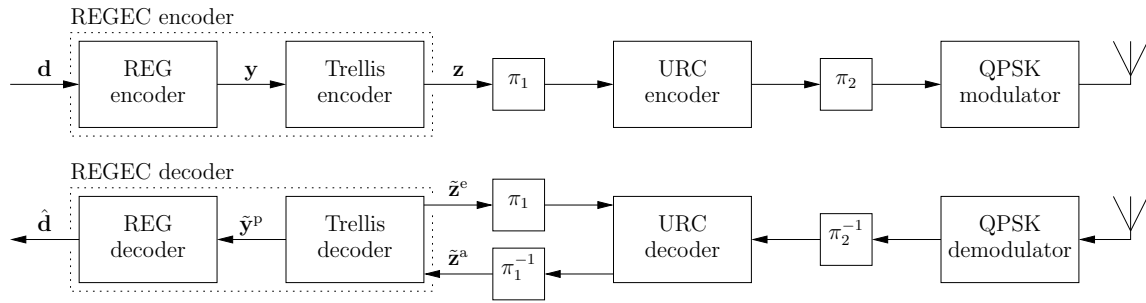 REGEC encoder
d
REG encoder
y
Trellis encoder
z
π₁
URC encoder
π₂
QPSK modulator
REGEC decoder
d̂
REG decoder
ỹᵖ
Trellis decoder
z̃ᵉ
π₁
z̃ᵃ
π₁⁻¹
URC decoder
π₂⁻¹
QPSK demodulator